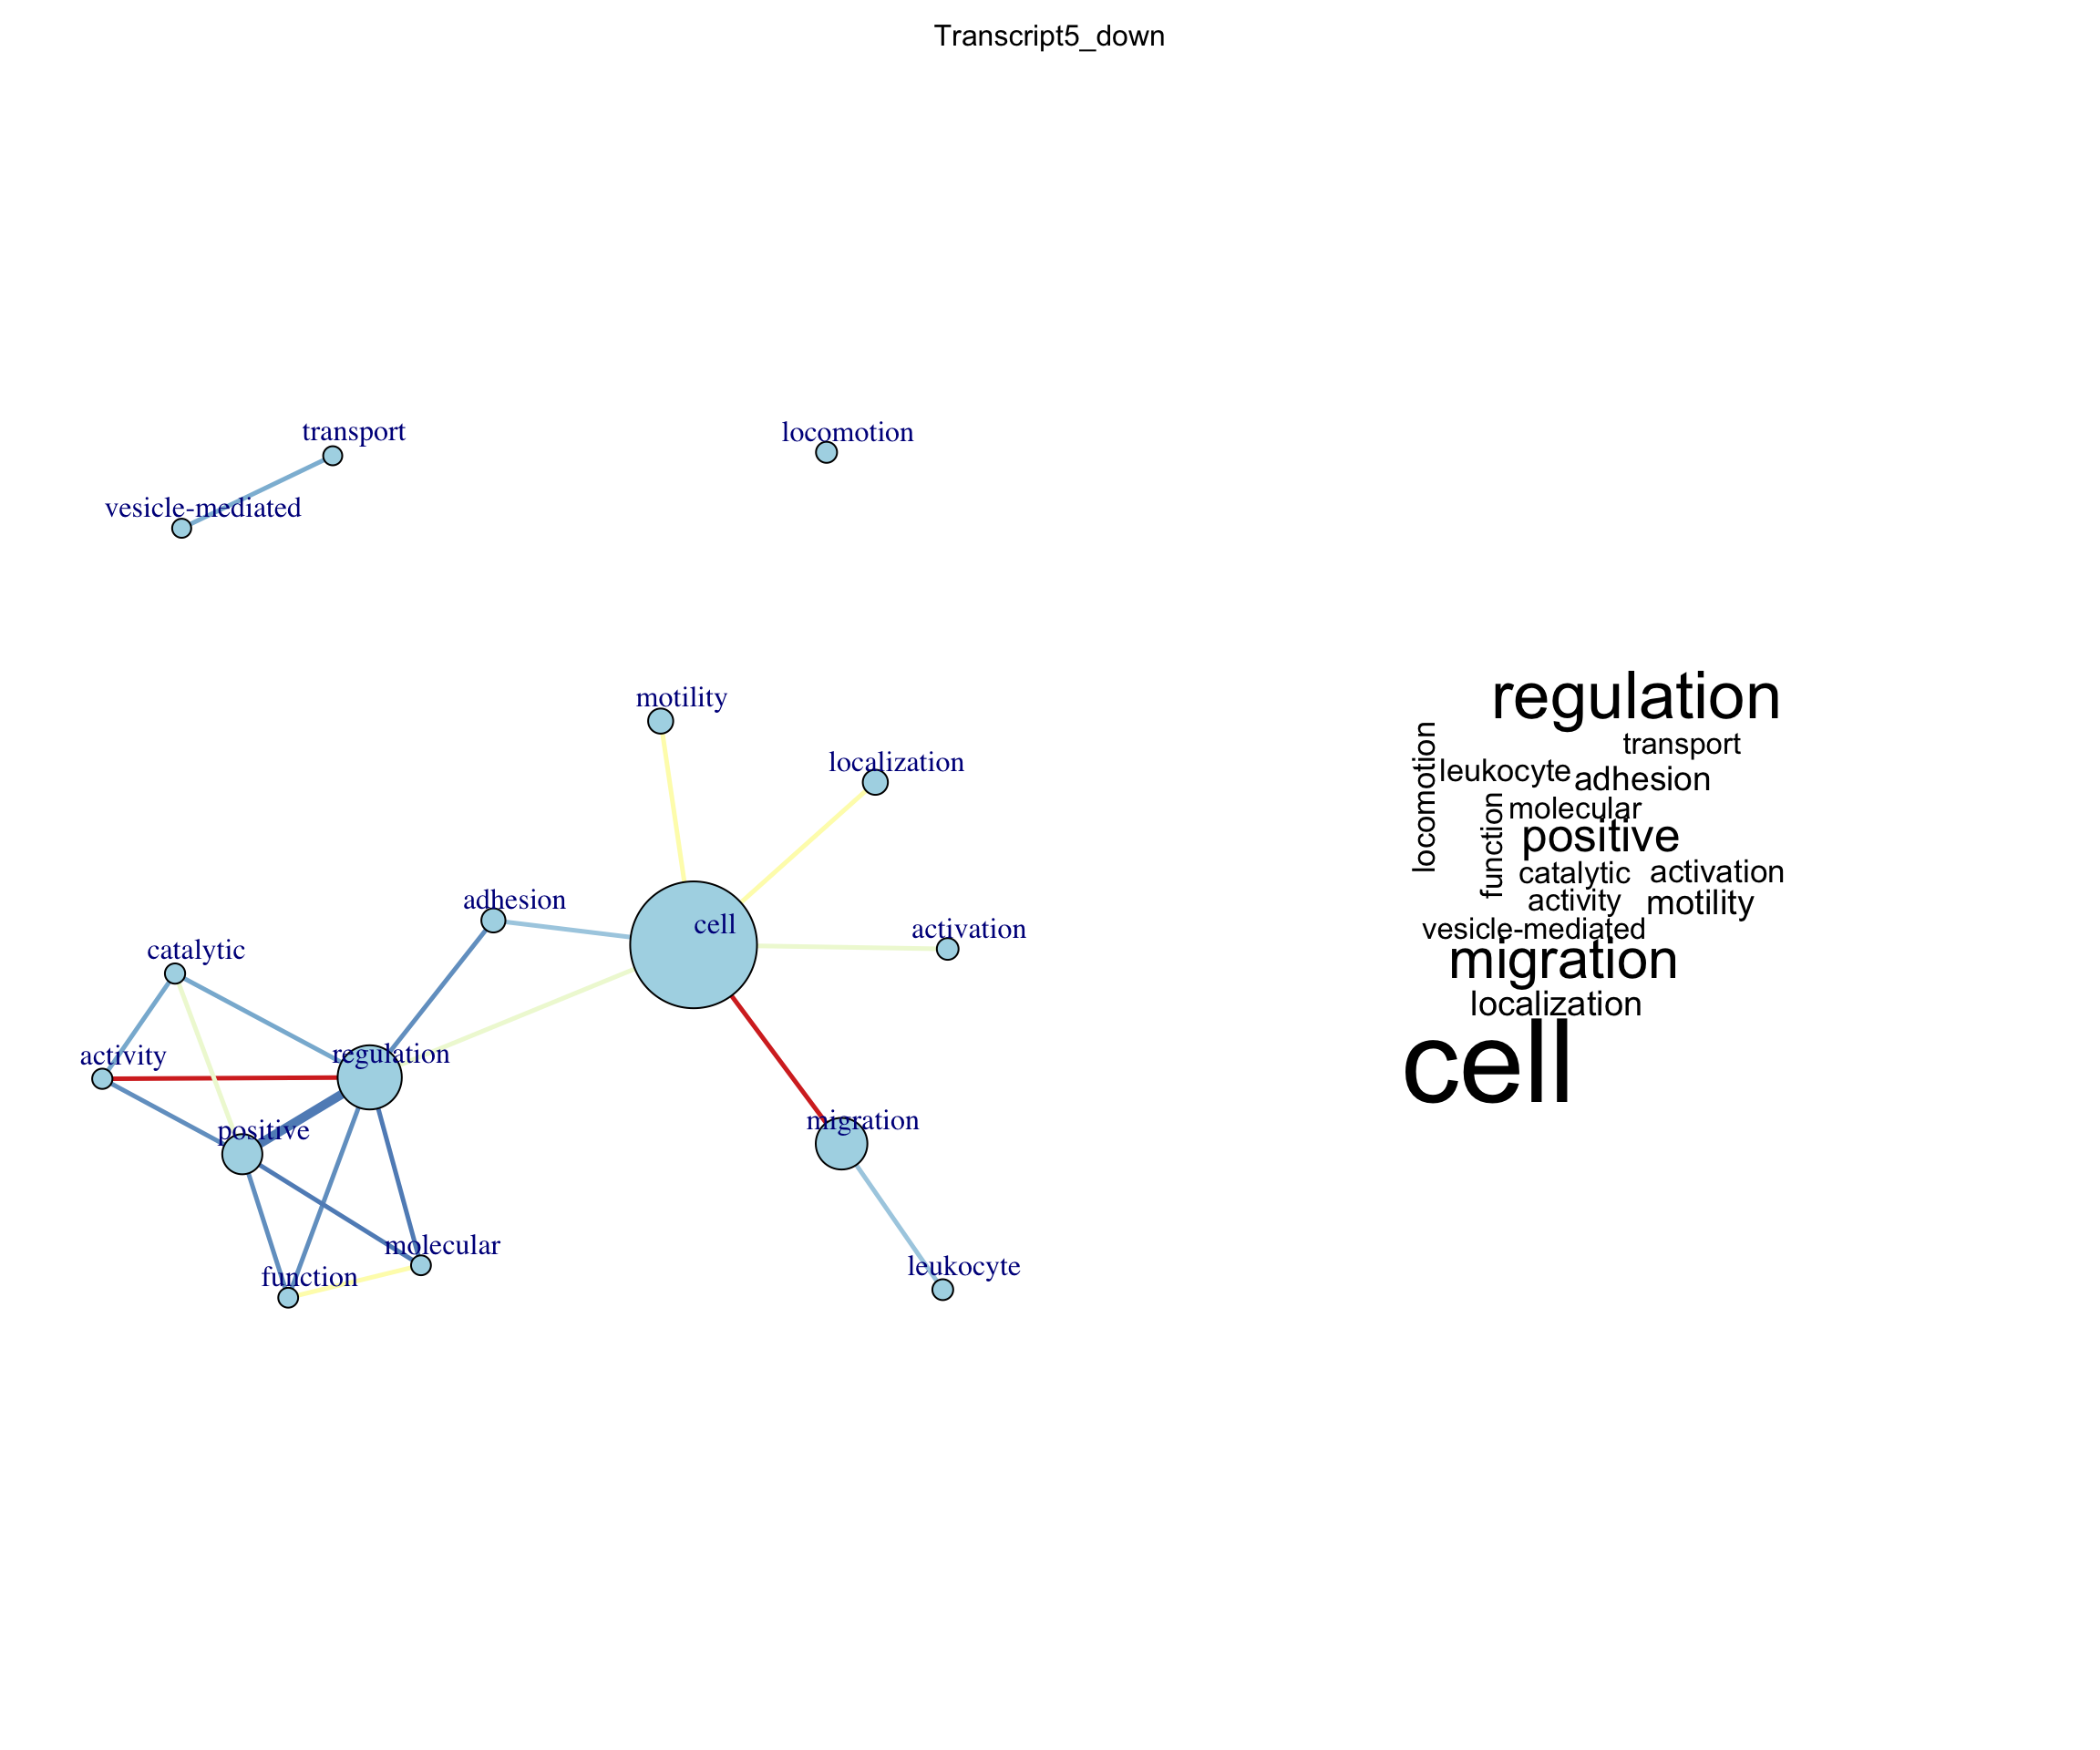 Transcript5_down
transport
locomotion
vesicle-mediated
motility
localization
adhesion
cell
activation
catalytic
regulation
activity
positive
migration
molecular
function
leukocyte
regulation
transport
locomotion
leukocyte
adhesion
molecular
function
positive
catalytic
activation
activity
motility
vesicle-mediated
migration
localization
cell